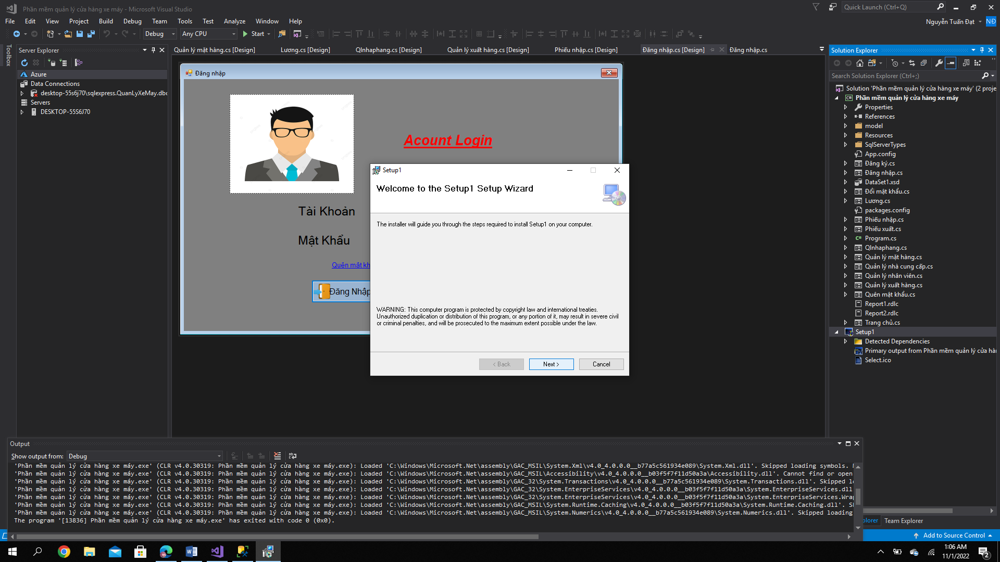 Phần mềm quản lý cửa hàng xe máy - Microsoft Visual Studio
Quick Launch (Ctrl+Q)
File Edit View Project Build Debug Team Tools Test Analyze Window Help
Nguyễn Tuấn Đạt NĐ
Debug Any CPU Start
Toolbox
Server Explorer
Azure
Data Connections
desktop-55s6j70\sqlexpress.QuanLyXeMay.dbo
Servers
DESKTOP-55S6J70
Quản lý mặt hàng.cs [Design] Lương.cs [Design] Qlnhaphang.cs [Design] Quản lý xuất hàng.cs [Design] Phiếu nhập.cs [Design] Đăng nhập.cs [Design] Đăng nhập.cs
Đăng nhập
Acount Login
Tài Khoản
Mật Khẩu
Quên mật kh
Đăng Nhập
Setup1
Welcome to the Setup1 Setup Wizard
The installer will guide you through the steps required to install Setup1 on your computer.
WARNING: This computer program is protected by copyright law and international treaties.
Unauthorized duplication or distribution of this program, or any portion of it, may result in severe civil
or criminal penalties, and will be prosecuted to the maximum extent possible under the law.
< Back Next > Cancel
Solution Explorer
Search Solution Explorer (Ctrl+;)
Solution 'Phần mềm quản lý cửa hàng xe máy' (2 proje
Phần mềm quản lý cửa hàng xe máy
Properties
References
model
Resources
SqlServerTypes
App.config
Đăng ký.cs
Đăng nhập.cs
DataSet1.xsd
Đổi mật khẩu.cs
Lương.cs
packages.config
Phiếu nhập.cs
Phiếu xuất.cs
Program.cs
Qlnhaphang.cs
Quản lý mặt hàng.cs
Quản lý nhà cung cấp.cs
Quản lý nhân viên.cs
Quản lý xuất hàng.cs
Quên mật khẩu.cs
Report1.rdlc
Report2.rdlc
Trang chủ.cs
Setup1
Detected Dependencies
Primary output from Phần mềm quản lý cửa hàn
Select.ico
Output
Show output from: Debug
'Phần mềm quản lý cửa hàng xe máy.exe' (CLR v4.0.30319: Phần mềm quản lý cửa hàng xe máy.exe): Loaded 'C:\Windows\Microsoft.Net\assembly\GAC_MSIL\System.Xml\v4.0_4.0.0.0__b77a5c561934e089\System.Xml.dll'. Skipped loading symbols.
'Phần mềm quản lý cửa hàng xe máy.exe' (CLR v4.0.30319: Phần mềm quản lý cửa hàng xe máy.exe): Loaded 'C:\Windows\Microsoft.Net\assembly\GAC_MSIL\Accessibility\v4.0_4.0.0.0__b03f5f7f11d50a3a\Accessibility.dll'. Cannot find or open
'Phần mềm quản lý cửa hàng xe máy.exe' (CLR v4.0.30319: Phần mềm quản lý cửa hàng xe máy.exe): Loaded 'C:\Windows\Microsoft.Net\assembly\GAC_32\System.Transactions\v4.0_4.0.0.0__b77a5c561934e089\System.Transactions.dll'. Skipped lo
'Phần mềm quản lý cửa hàng xe máy.exe' (CLR v4.0.30319: Phần mềm quản lý cửa hàng xe máy.exe): Loaded 'C:\Windows\Microsoft.Net\assembly\GAC_32\System.EnterpriseServices\v4.0_4.0.0.0__b03f5f7f11d50a3a\System.EnterpriseServices.dll
'Phần mềm quản lý cửa hàng xe máy.exe' (CLR v4.0.30319: Phần mềm quản lý cửa hàng xe máy.exe): Loaded 'C:\Windows\Microsoft.Net\assembly\GAC_32\System.EnterpriseServices\v4.0_4.0.0.0__b03f5f7f11d50a3a\System.EnterpriseServices.Wrap
'Phần mềm quản lý cửa hàng xe máy.exe' (CLR v4.0.30319: Phần mềm quản lý cửa hàng xe máy.exe): Loaded 'C:\Windows\Microsoft.Net\assembly\GAC_MSIL\System.Runtime.Caching\v4.0_4.0.0.0__b03f5f7f11d50a3a\System.Runtime.Caching.dll'. S
'Phần mềm quản lý cửa hàng xe máy.exe' (CLR v4.0.30319: Phần mềm quản lý cửa hàng xe máy.exe): Loaded 'C:\Windows\Microsoft.Net\assembly\GAC_MSIL\System.Numerics\v4.0_4.0.0.0__b77a5c561934e089\System.Numerics.dll'. Skipped loading
The program '[13836] Phần mềm quản lý cửa hàng xe máy.exe' has exited with code 0 (0x0).
plorer Team Explorer
Add to Source Control
1:06 AM
11/1/2022
2